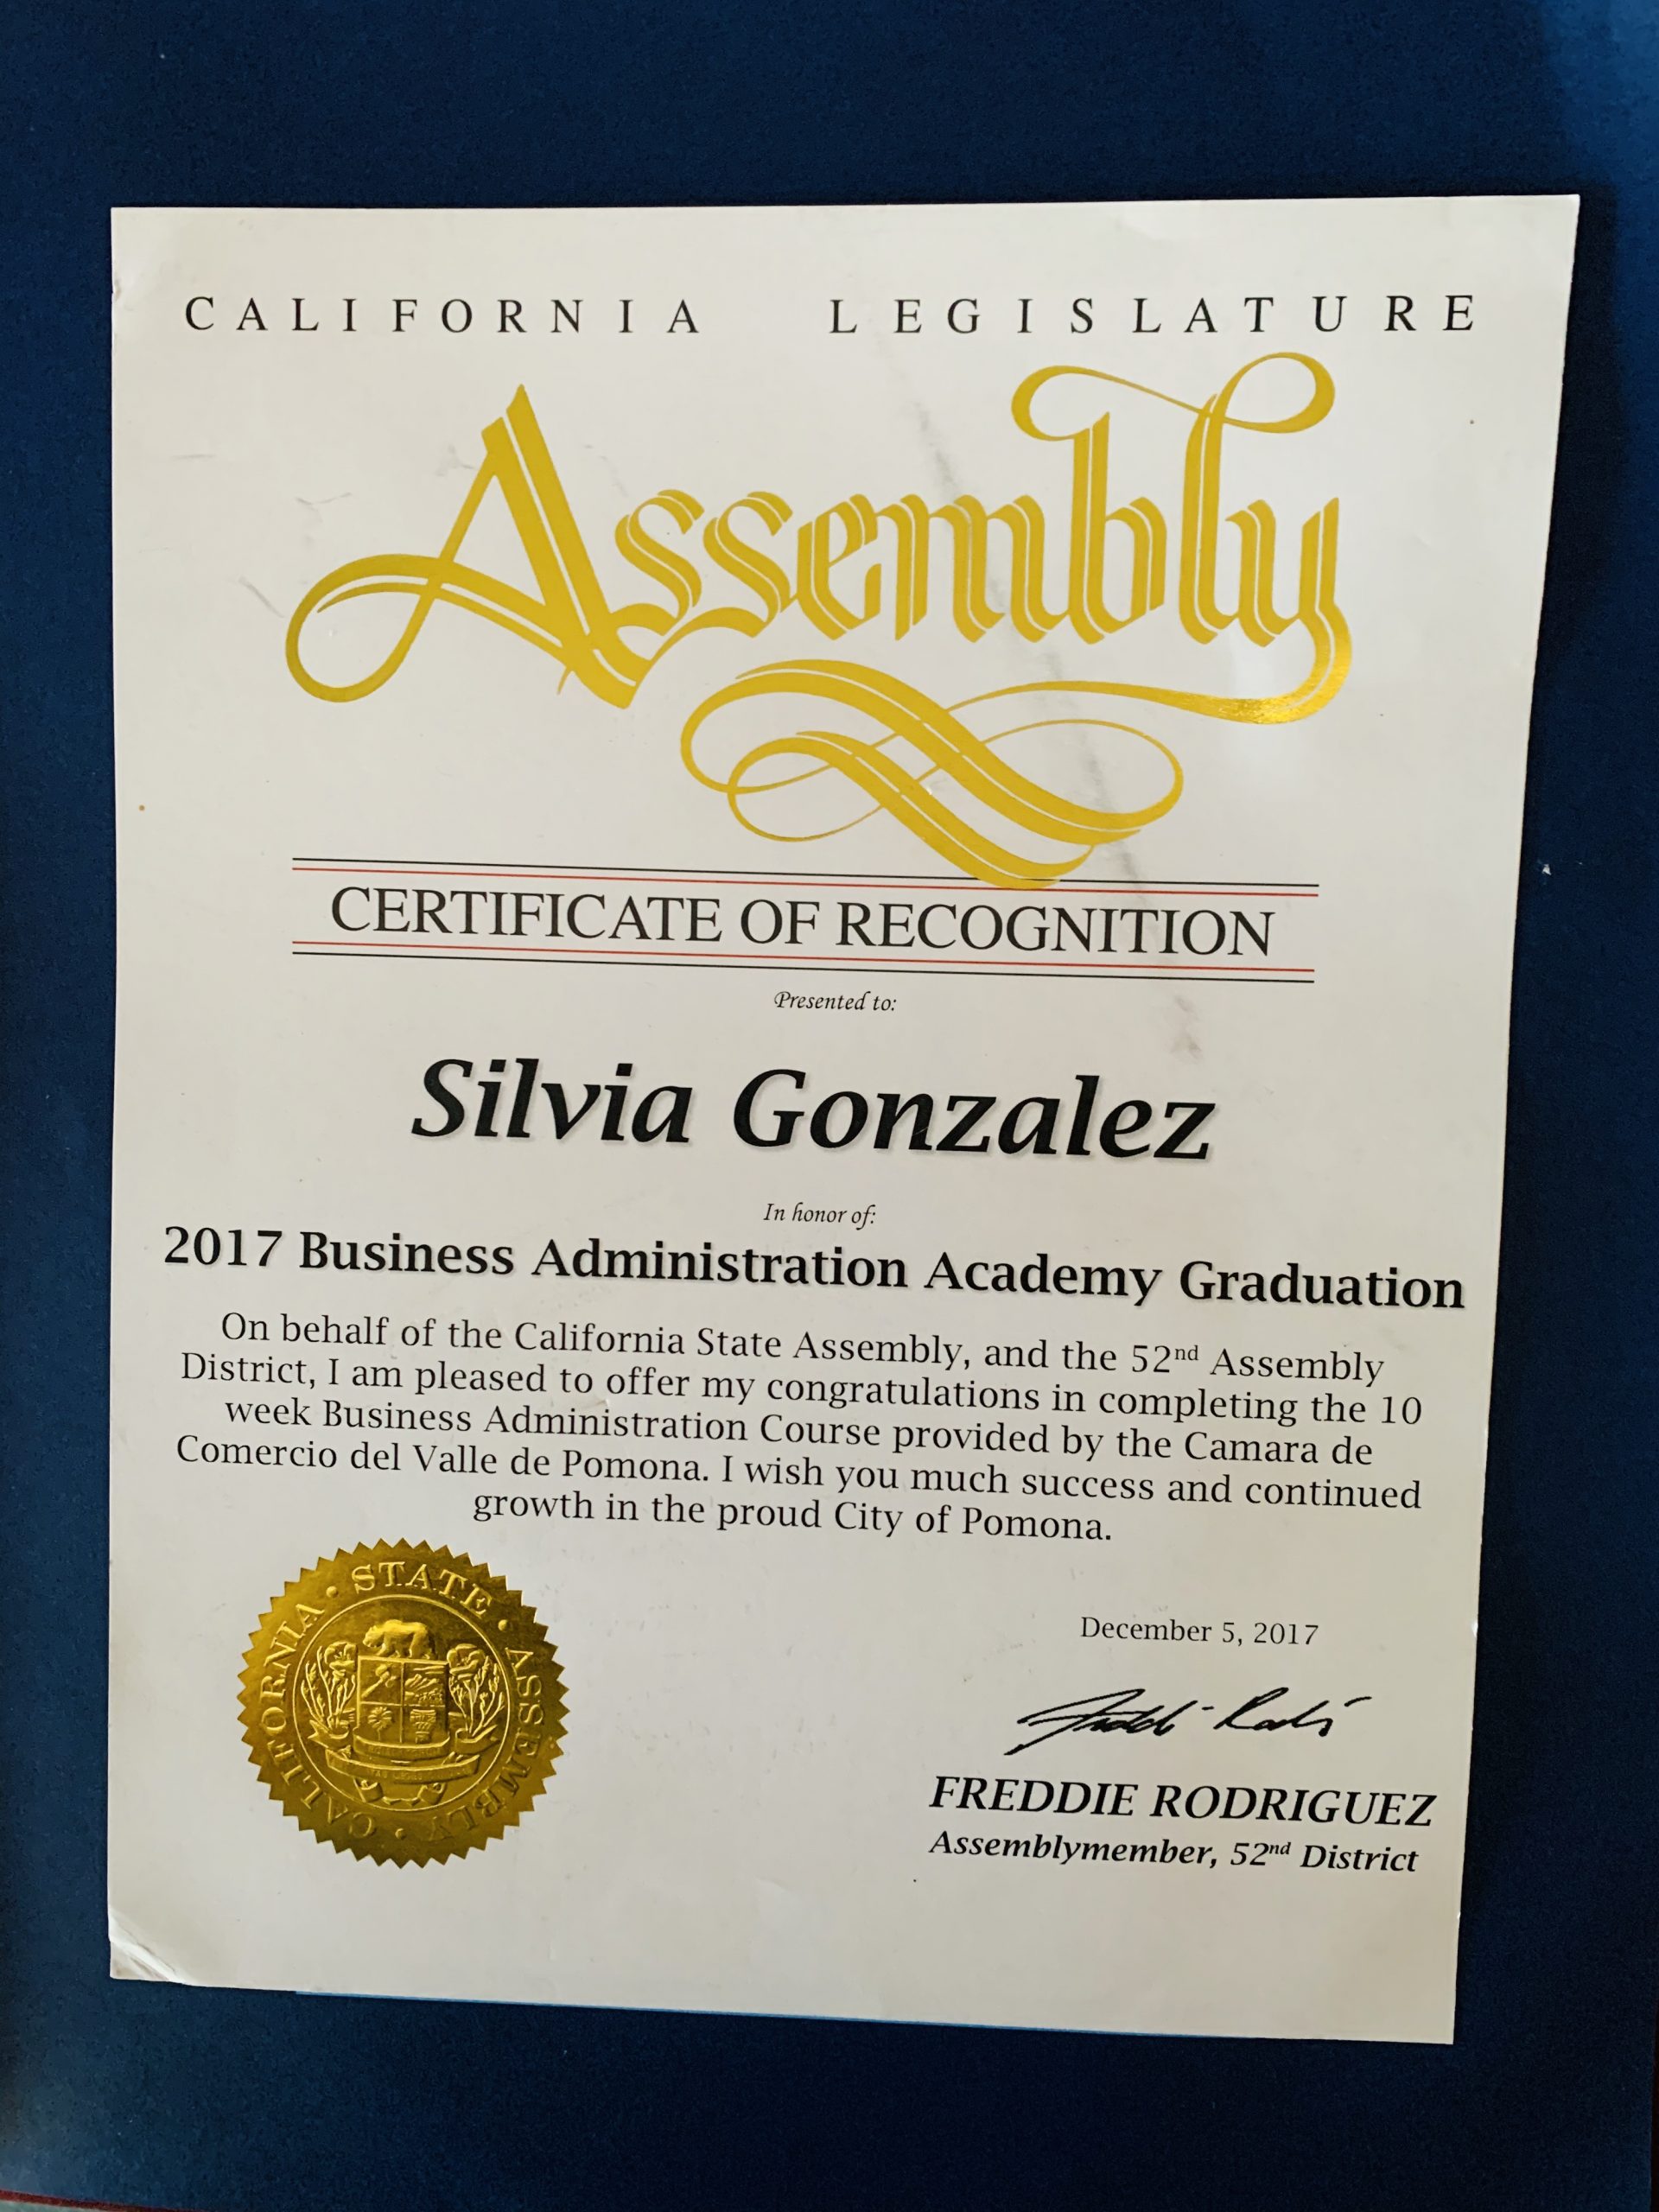 CALIFORNIA LEGISLATURE
Assembly
CERTIFICATE OF RECOGNITION
Presented to:
Silvia Gonzalez
In honor of:
2017 Business Administration Academy Graduation
On behalf of the California State Assembly, and the 52nd Assembly
District, I am pleased to offer my congratulations in completing the 10
week Business Administration Course provided by the Camara de
Comercio del Valle de Pomona. I wish you much success and continued
growth in the proud City of Pomona.
CALIFORNIA • STATE • ASSEMBLY •
December 5, 2017
FREDDIE RODRIGUEZ
Assemblymember, 52nd District